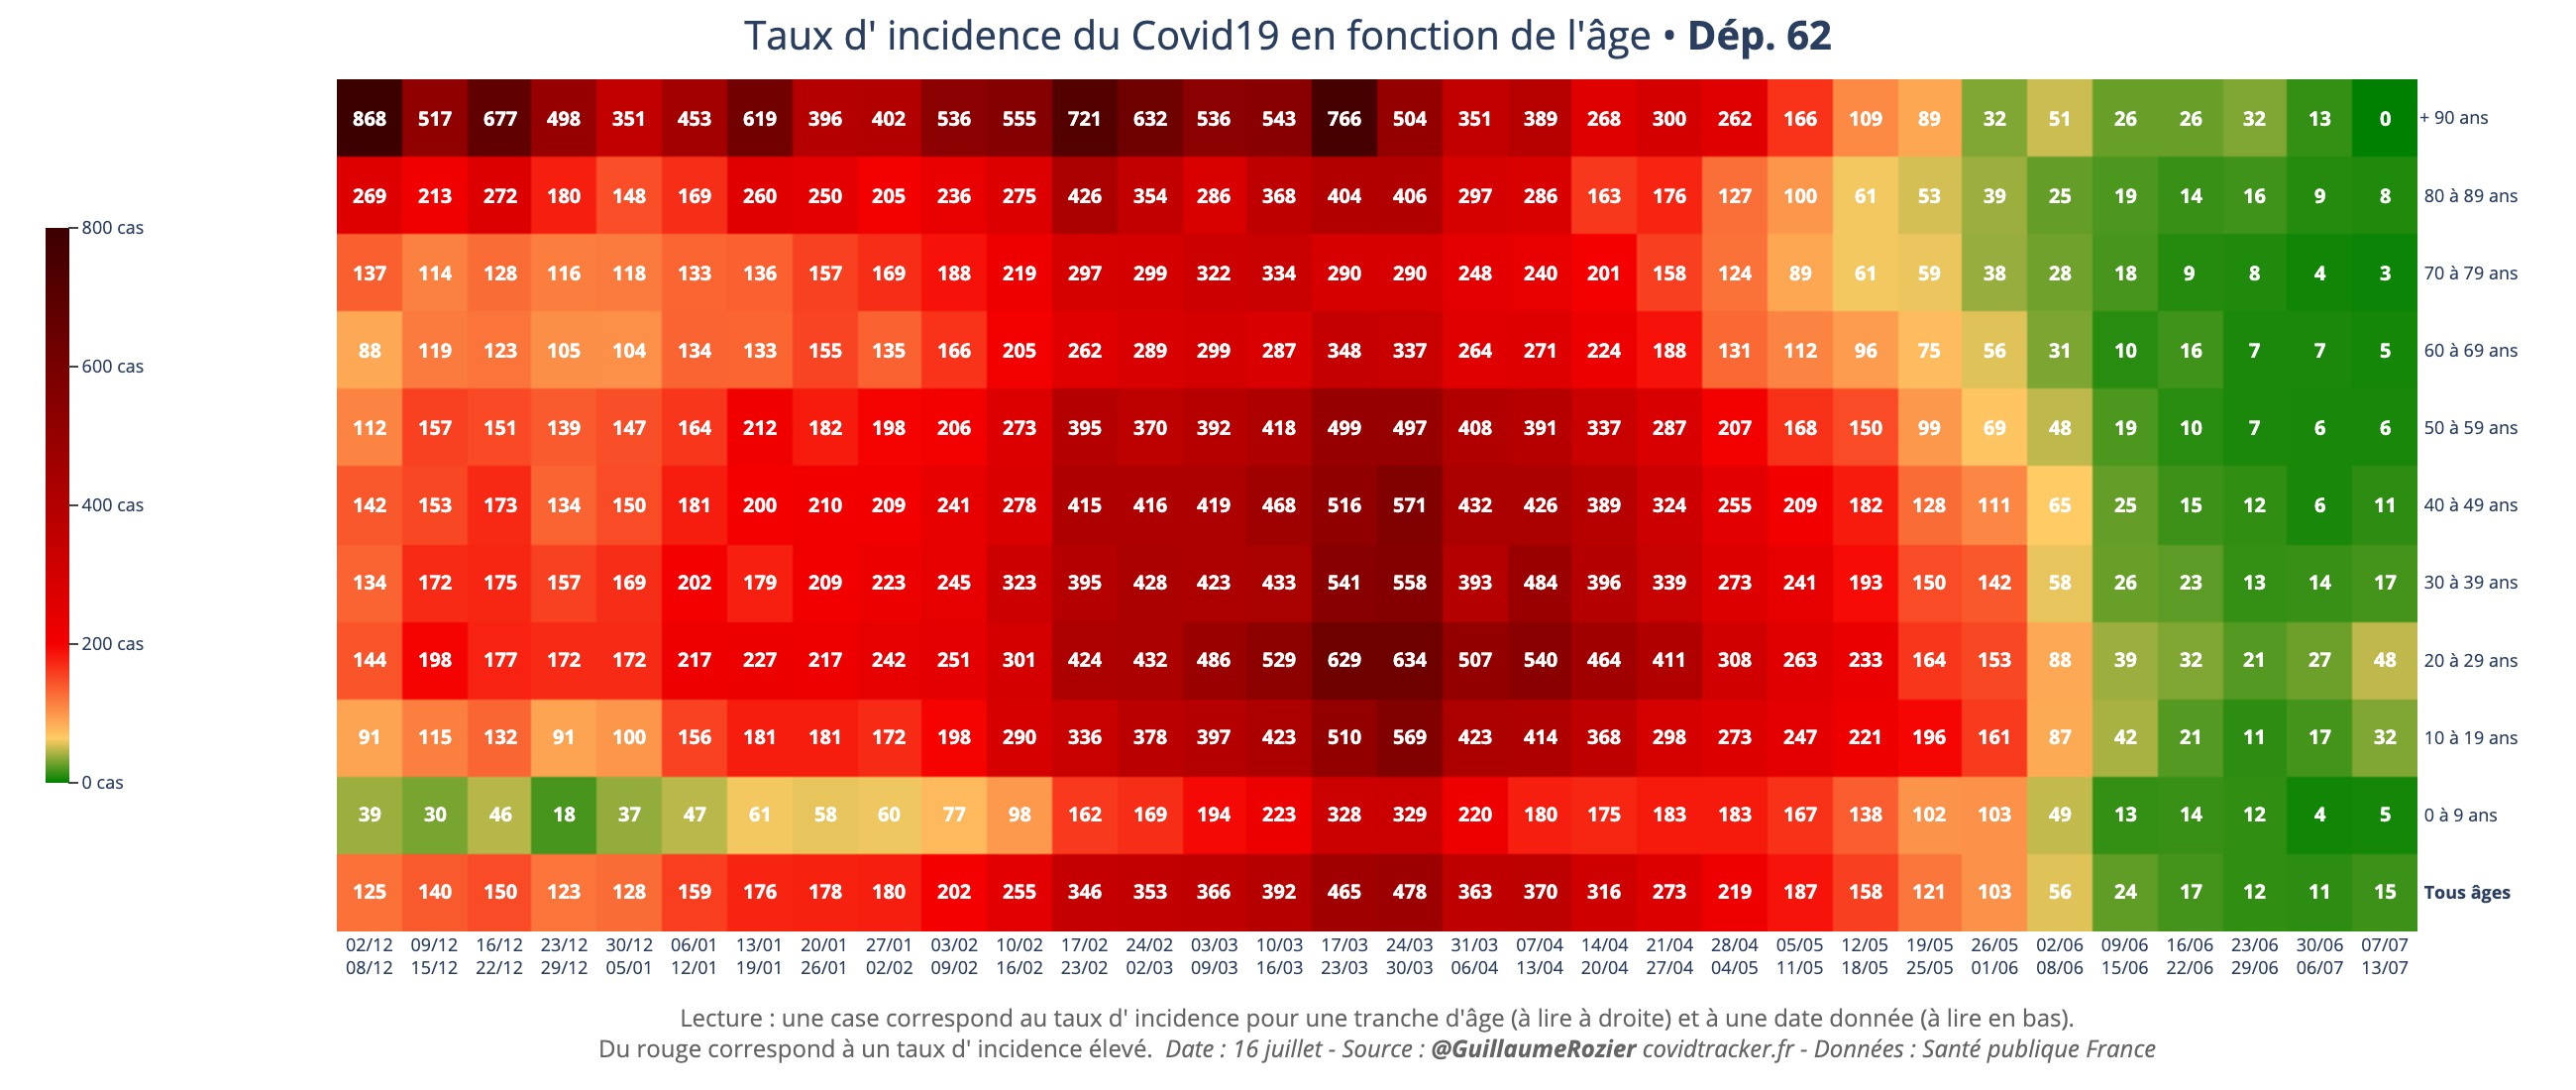 Taux d' incidence du Covid19 en fonction de l'âge • Dép. 62
800 cas
600 cas
400 cas
200 cas
0 cas
868 517 677 498 351 453 619 396 402 536 555 721 632 536 543 766 504 351 389 268 300 262 166 109 89 32 51 26 26 32 13 0 + 90 ans
269 213 272 180 148 169 260 250 205 236 275 426 354 286 368 404 406 297 286 163 176 127 100 61 53 39 25 19 14 16 9 8 80 à 89 ans
137 114 128 116 118 133 136 157 169 188 219 297 299 322 334 290 290 248 240 201 158 124 89 61 59 38 28 18 9 8 4 3 70 à 79 ans
88 119 123 105 104 134 133 155 135 166 205 262 289 299 287 348 337 264 271 224 188 131 112 96 75 56 31 10 16 7 7 5 60 à 69 ans
112 157 151 139 147 164 212 182 198 206 273 395 370 392 418 499 497 408 391 337 287 207 168 150 99 69 48 19 10 7 6 6 50 à 59 ans
142 153 173 134 150 181 200 210 209 241 278 415 416 419 468 516 571 432 426 389 324 255 209 182 128 111 65 25 15 12 6 11 40 à 49 ans
134 172 175 157 169 202 179 209 223 245 323 395 428 423 433 541 558 393 484 396 339 273 241 193 150 142 58 26 23 13 14 17 30 à 39 ans
144 198 177 172 172 217 227 217 242 251 301 424 432 486 529 629 634 507 540 464 411 308 263 233 164 153 88 39 32 21 27 48 20 à 29 ans
91 115 132 91 100 156 181 181 172 198 290 336 378 397 423 510 569 423 414 368 298 273 247 221 196 161 87 42 21 11 17 32 10 à 19 ans
39 30 46 18 37 47 61 58 60 77 98 162 169 194 223 328 329 220 180 175 183 183 167 138 102 103 49 13 14 12 4 5 0 à 9 ans
125 140 150 123 128 159 176 178 180 202 255 346 353 366 392 465 478 363 370 316 273 219 187 158 121 103 56 24 17 12 11 15 Tous âges
02/12 09/12 16/12 23/12 30/12 06/01 13/01 20/01 27/01 03/02 10/02 17/02 24/02 03/03 10/03 17/03 24/03 31/03 07/04 14/04 21/04 28/04 05/05 12/05 19/05 26/05 02/06 09/06 16/06 23/06 30/06 07/07
08/12 15/12 22/12 29/12 05/01 12/01 19/01 26/01 02/02 09/02 16/02 23/02 02/03 09/03 16/03 23/03 30/03 06/04 13/04 20/04 27/04 04/05 11/05 18/05 25/05 01/06 08/06 15/06 22/06 29/06 06/07 13/07
Lecture : une case correspond au taux d' incidence pour une tranche d'âge (à lire à droite) et à une date donnée (à lire en bas).
Du rouge correspond à un taux d' incidence élevé. Date : 16 juillet - Source : @GuillaumeRozier covidtracker.fr - Données : Santé publique France